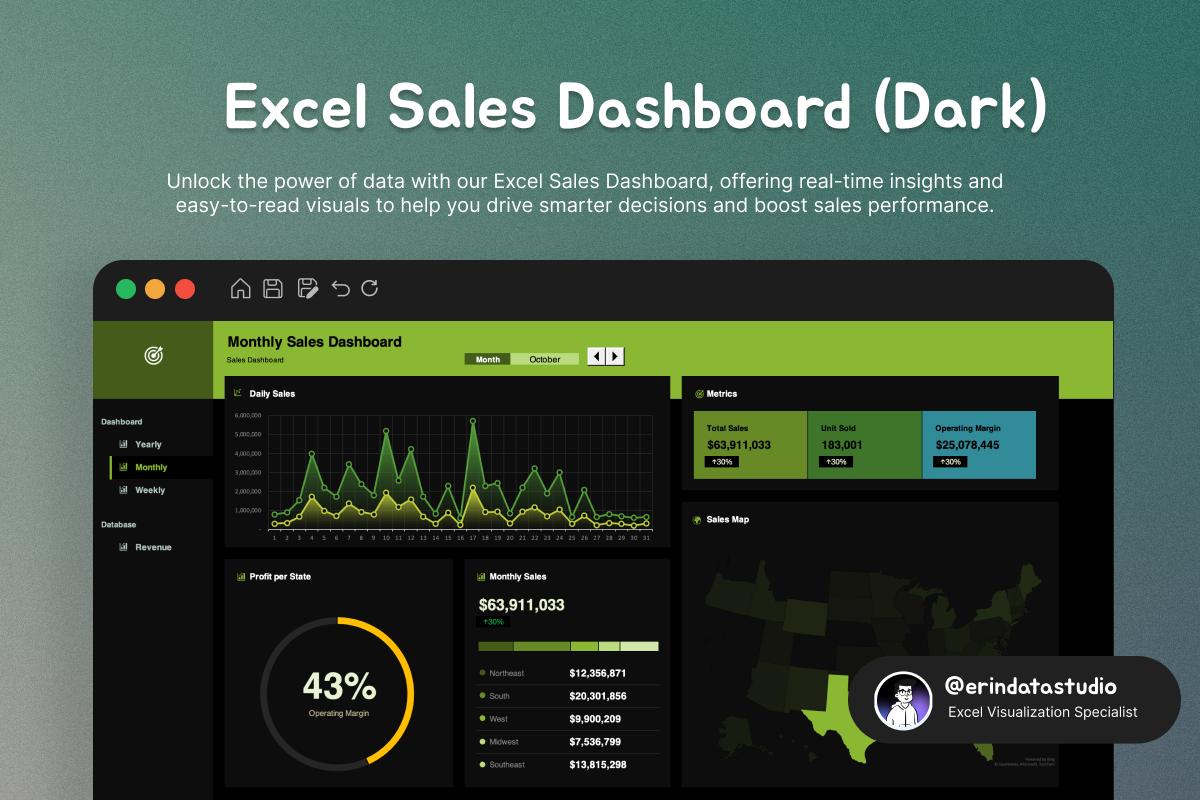 Excel Sales Dashboard (Dark)
Unlock the power of data with our Excel Sales Dashboard, offering real-time insights and
easy-to-read visuals to help you drive smarter decisions and boost sales performance.
Monthly Sales Dashboard
Sales Dashboard
Month October
Dashboard
Yearly
Monthly
Weekly
Database
Revenue
Daily Sales
6,000,000
5,000,000
4,000,000
3,000,000
2,000,000
1,000,000
-
1 2 3 4 5 6 7 8 9 10 11 12 13 14 15 16 17 18 19 20 21 22 23 24 25 26 27 28 29 30 31
Metrics
Total Sales
$63,911,033
↑30%
Unit Sold
183,001
↑30%
Operating Margin
$25,078,445
↑30%
Profit per State
43%
Operating Margin
Monthly Sales
$63,911,033
↑30%
Northeast $12,356,871
South $20,301,856
West $9,900,209
Midwest $7,536,799
Southeast $13,815,298
Sales Map
@erindatastudio
Excel Visualization Specialist
Powered by Bing
© GeoNames, Microsoft, TomTom